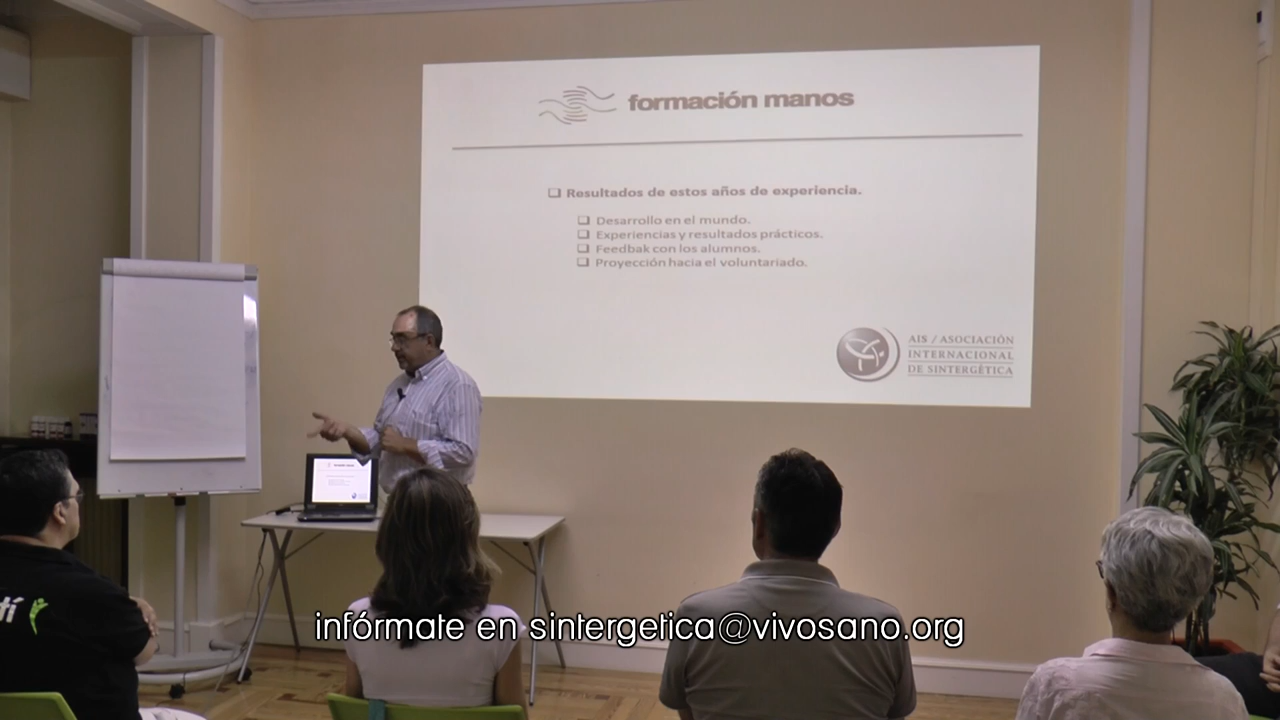 formación manos
❑ Resultados de estos años de experiencia.
❑ Desarrollo en el mundo.
❑ Experiencias y resultados prácticos.
❑ Feedbak con los alumnos.
❑ Proyección hacia el voluntariado.
AIS / ASOCIACIÓN
INTERNACIONAL
DE SINTERGÉTICA
tí
infórmate en sintergetica@vivosano.org